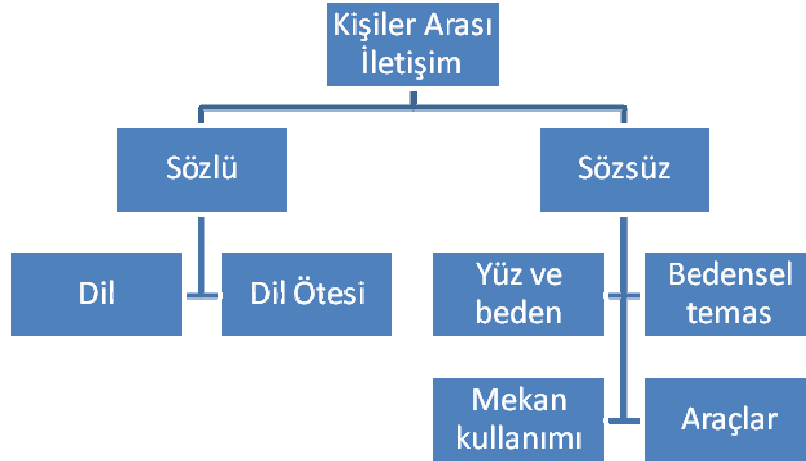 Kişiler Arası
İletişim
Sözlü
Sözsüz
Dil
Dil Ötesi
Yüz ve
beden
Bedensel
temas
Mekan
kullanımı
Araçlar